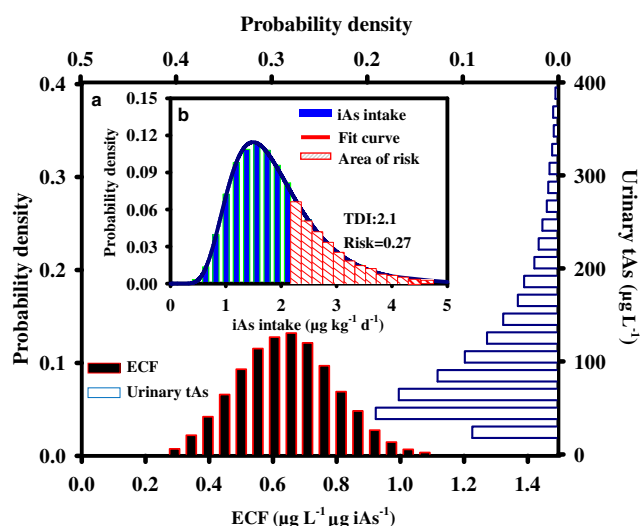 Probability density
0.5 0.4 0.3 0.2 0.1 0.0
0.4 400
a
0.15 b
iAs intake
Fit curve
Area of risk
0.12
0.09
0.06
0.03
0.00
Probability density
TDI:2.1
Risk=0.27
0 1 2 3 4 5
iAs intake (µg kg⁻¹ d⁻¹)
0.3 300
0.2 200
0.1 100
0.0 0
Probability density
Urinary tAs (µg L⁻¹)
ECF
Urinary tAs
0.0 0.2 0.4 0.6 0.8 1.0 1.2 1.4
ECF (µg L⁻¹ µg iAs⁻¹)